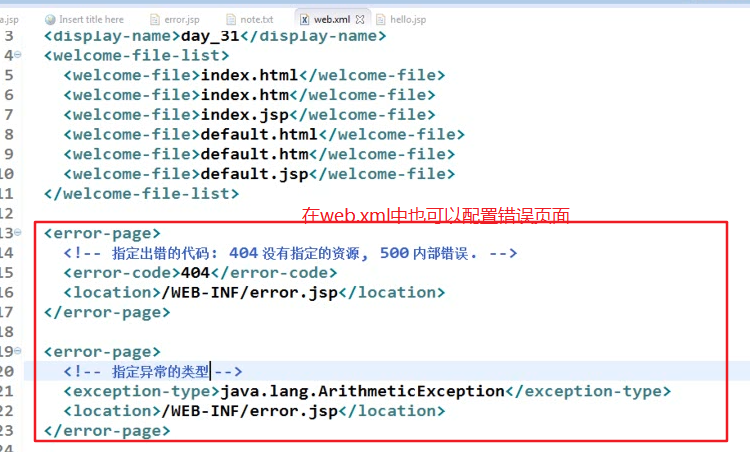 a.jsp Insert title here error.jsp note.txt web.xml hello.jsp
3 <display-name>day_31</display-name>
4 <welcome-file-list>
5 <welcome-file>index.html</welcome-file>
6 <welcome-file>index.htm</welcome-file>
7 <welcome-file>index.jsp</welcome-file>
8 <welcome-file>default.html</welcome-file>
9 <welcome-file>default.htm</welcome-file>
10 <welcome-file>default.jsp</welcome-file>
11 </welcome-file-list>
12 在web.xml中也可以配置错误页面
13 <error-page>
14 <!-- 指定出错的代码: 404 没有指定的资源, 500 内部错误. -->
15 <error-code>404</error-code>
16 <location>/WEB-INF/error.jsp</location>
17 </error-page>
18
19 <error-page>
20 <!-- 指定异常的类型 -->
21 <exception-type>java.lang.ArithmeticException</exception-type>
22 <location>/WEB-INF/error.jsp</location>
23 </error-page>
24